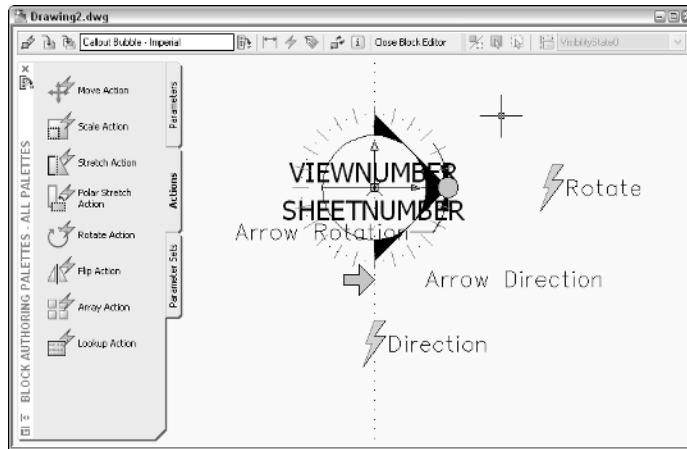 Drawing2.dwg
Callout Bubble - Imperial
Close Block Editor
VisibilityState0
BLOCK AUTHORING PALETTES - ALL PALETTES
Move Action
Scale Action
Stretch Action
Polar Stretch
Action
Rotate Action
Flip Action
Array Action
Lookup Action
Parameters
Actions
Parameter Sets
VIEWNUMBER
SHEETNUMBER
Arrow Rotation
Rotate
Arrow Direction
Direction